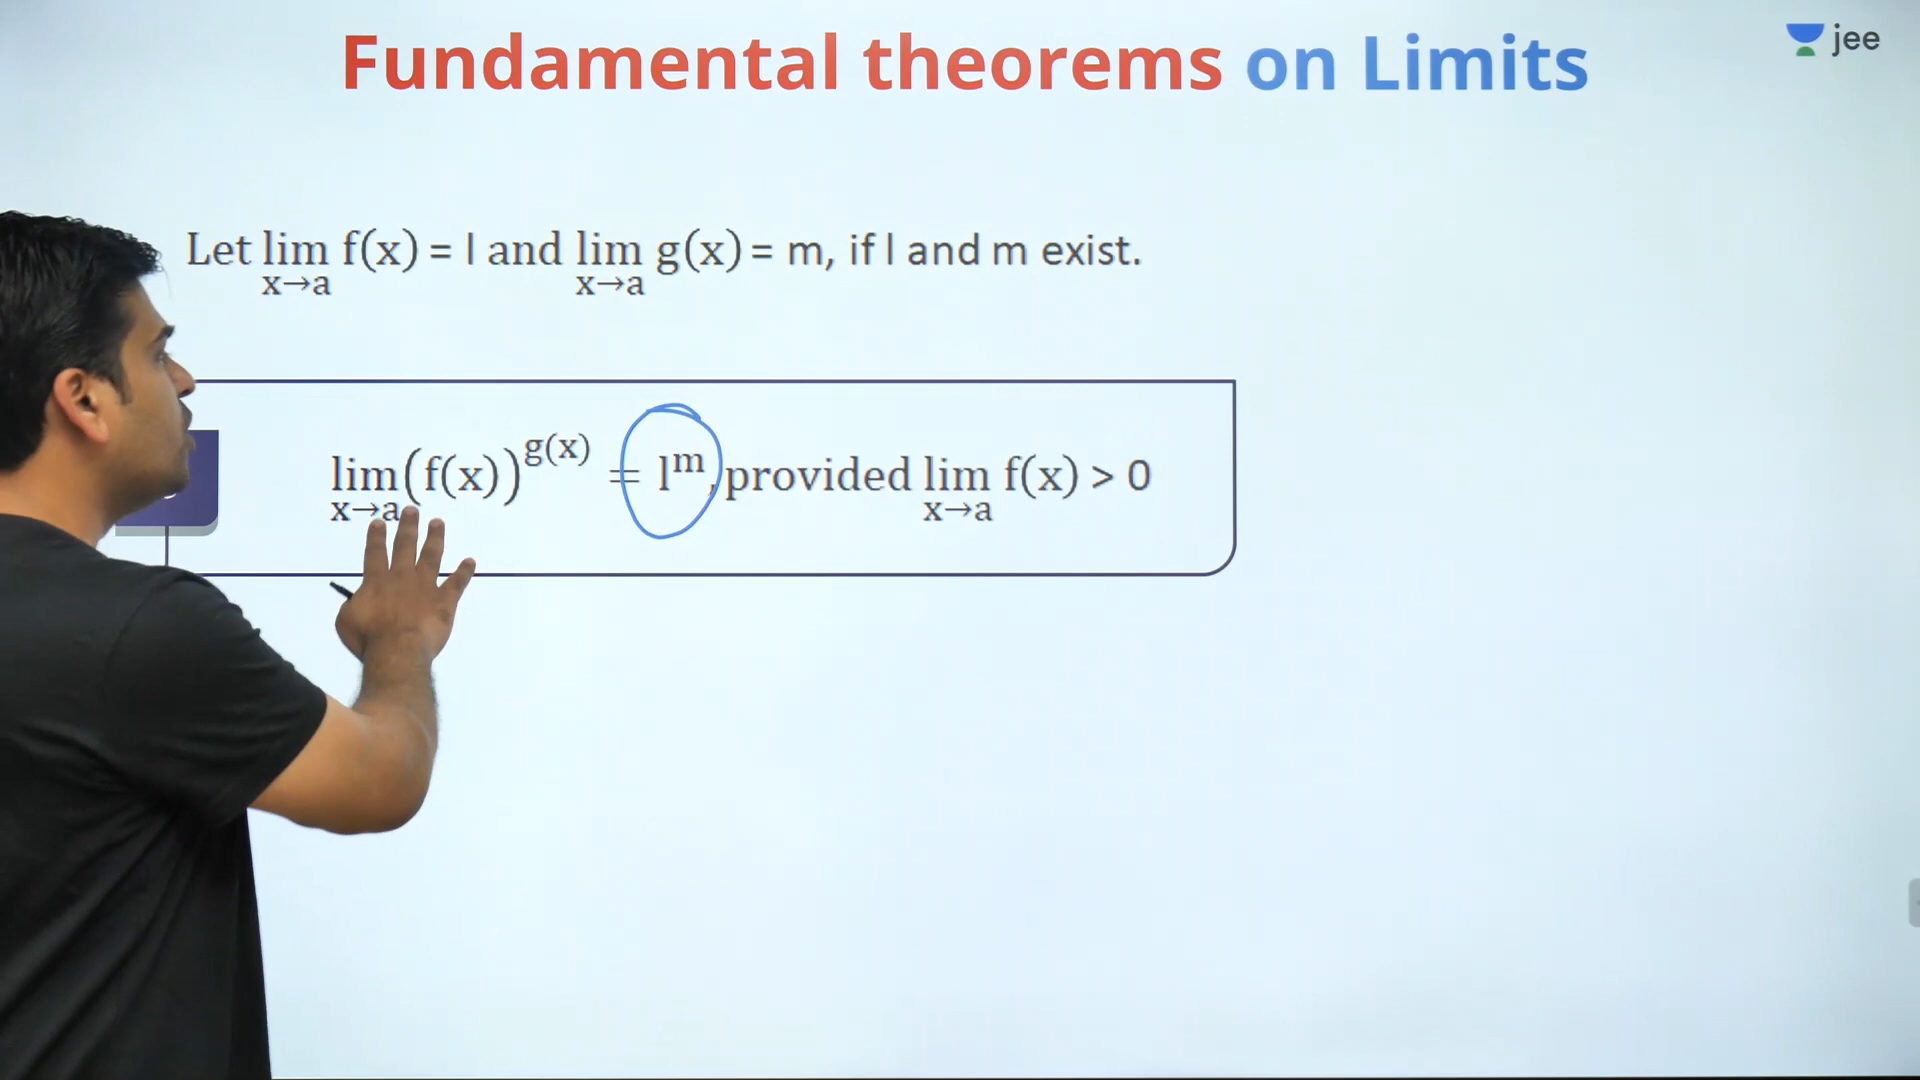 Fundamental theorems on Limits
jee
Let lim f(x) = l and lim g(x) = m, if l and m exist.
x→a x→a
lim(f(x))^g(x) = l^m, provided lim f(x) > 0
x→a x→a